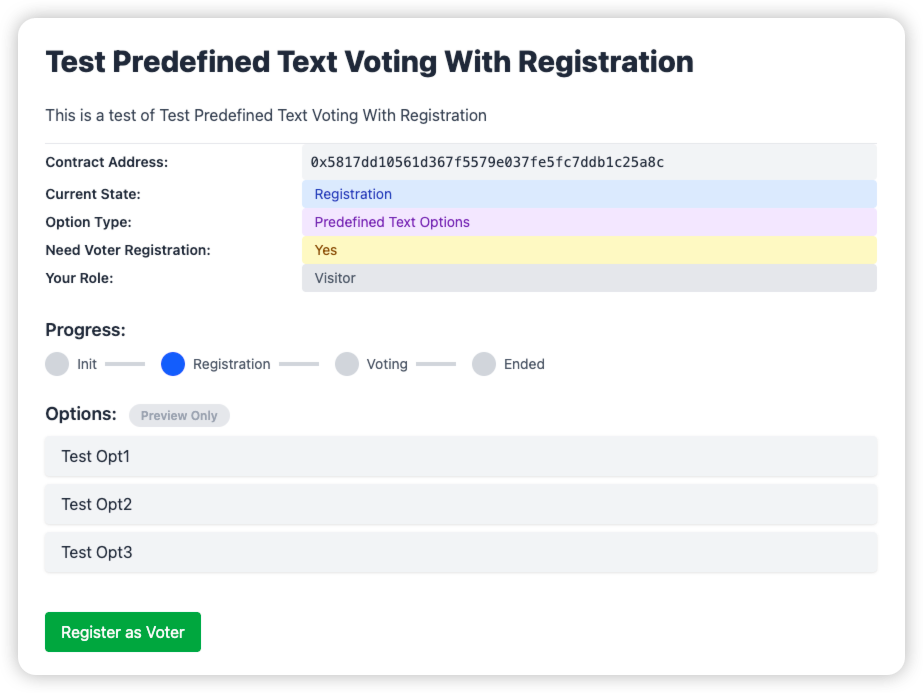 Test Predefined Text Voting With Registration
This is a test of Test Predefined Text Voting With Registration
Contract Address: 0x5817dd10561d367f5579e037fe5fc7ddb1c25a8c
Current State: Registration
Option Type: Predefined Text Options
Need Voter Registration: Yes
Your Role: Visitor
Progress:
Init Registration Voting Ended
Options: Preview Only
Test Opt1
Test Opt2
Test Opt3
Register as Voter